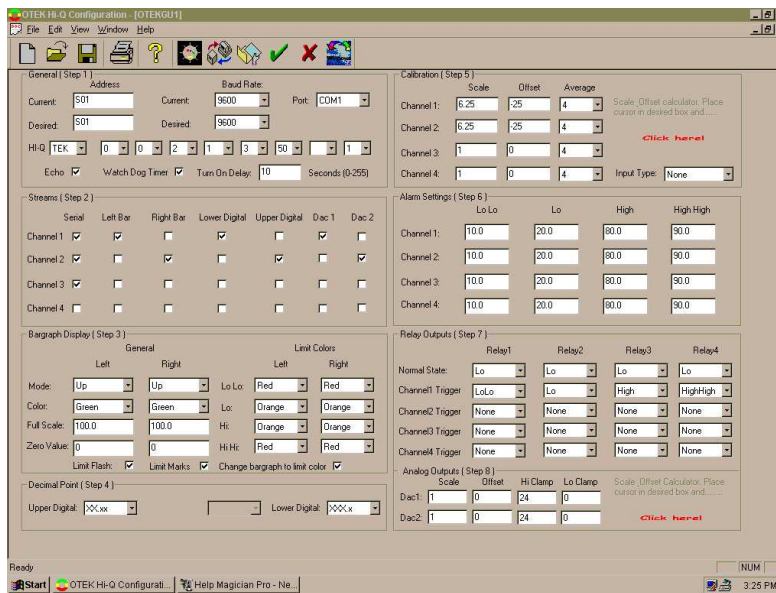 OTEK Hi-Q Configuration - [OTEKGU1]
File Edit View Window Help
General ( Step 1 )
Address Baud Rate:
Current: S01 Current: 9600 Port: COM1
Desired: S01 Desired: 9600
HI-Q TEK 0 0 2 1 3 50 1
Echo Watch Dog Timer Turn On Delay: 10 Seconds (0-255)
Streams ( Step 2 )
Serial Left Bar Right Bar Lower Digital Upper Digital Dac 1 Dac 2
Channel 1
Channel 2
Channel 3
Channel 4
Bargraph Display ( Step 3 )
General Limit Colors
Left Right Left Right
Mode: Up Up Lo Lo: Red Red
Color: Green Green Lo: Orange Orange
Full Scale: 100.0 100.0 Hi: Orange Orange
Zero Value: 0 0 Hi Hi: Red Red
Limit Flash: Limit Marks Change bargraph to limit color
Decimal Point ( Step 4 )
Upper Digital: XX.xx Lower Digital: XXX.x
Calibration ( Step 5 )
Scale Offset Average
Channel 1: 6.25 -25 4
Channel 2: 6.25 -25 4
Channel 3: 1 0 4
Channel 4: 1 0 4
Scale_Offset calculator. Place
cursor in desired box and......
Click here!
Input Type: None
Alarm Settings ( Step 6 )
Lo Lo Lo High High High
Channel 1: 10.0 20.0 80.0 90.0
Channel 2: 10.0 20.0 80.0 90.0
Channel 3: 10.0 20.0 80.0 90.0
Channel 4: 10.0 20.0 80.0 90.0
Relay Outputs ( Step 7 )
Relay1 Relay2 Relay3 Relay4
Normal State: Lo Lo Lo Lo
Channel1 Trigger LoLo Lo High HighHigh
Channel2 Trigger None None None None
Channel3 Trigger None None None None
Channel4 Trigger None None None None
Analog Outputs ( Step 8 )
Scale Offset Hi Clamp Lo Clamp
Dac1: 1 0 24 0
Dac2: 1 0 24 0
Scale_Offset Calculator. Place
cursor in desired box and.......
Click here!
Ready NUM
Start OTEK Hi-Q Configurati... Help Magician Pro - Ne... 3:25 PM